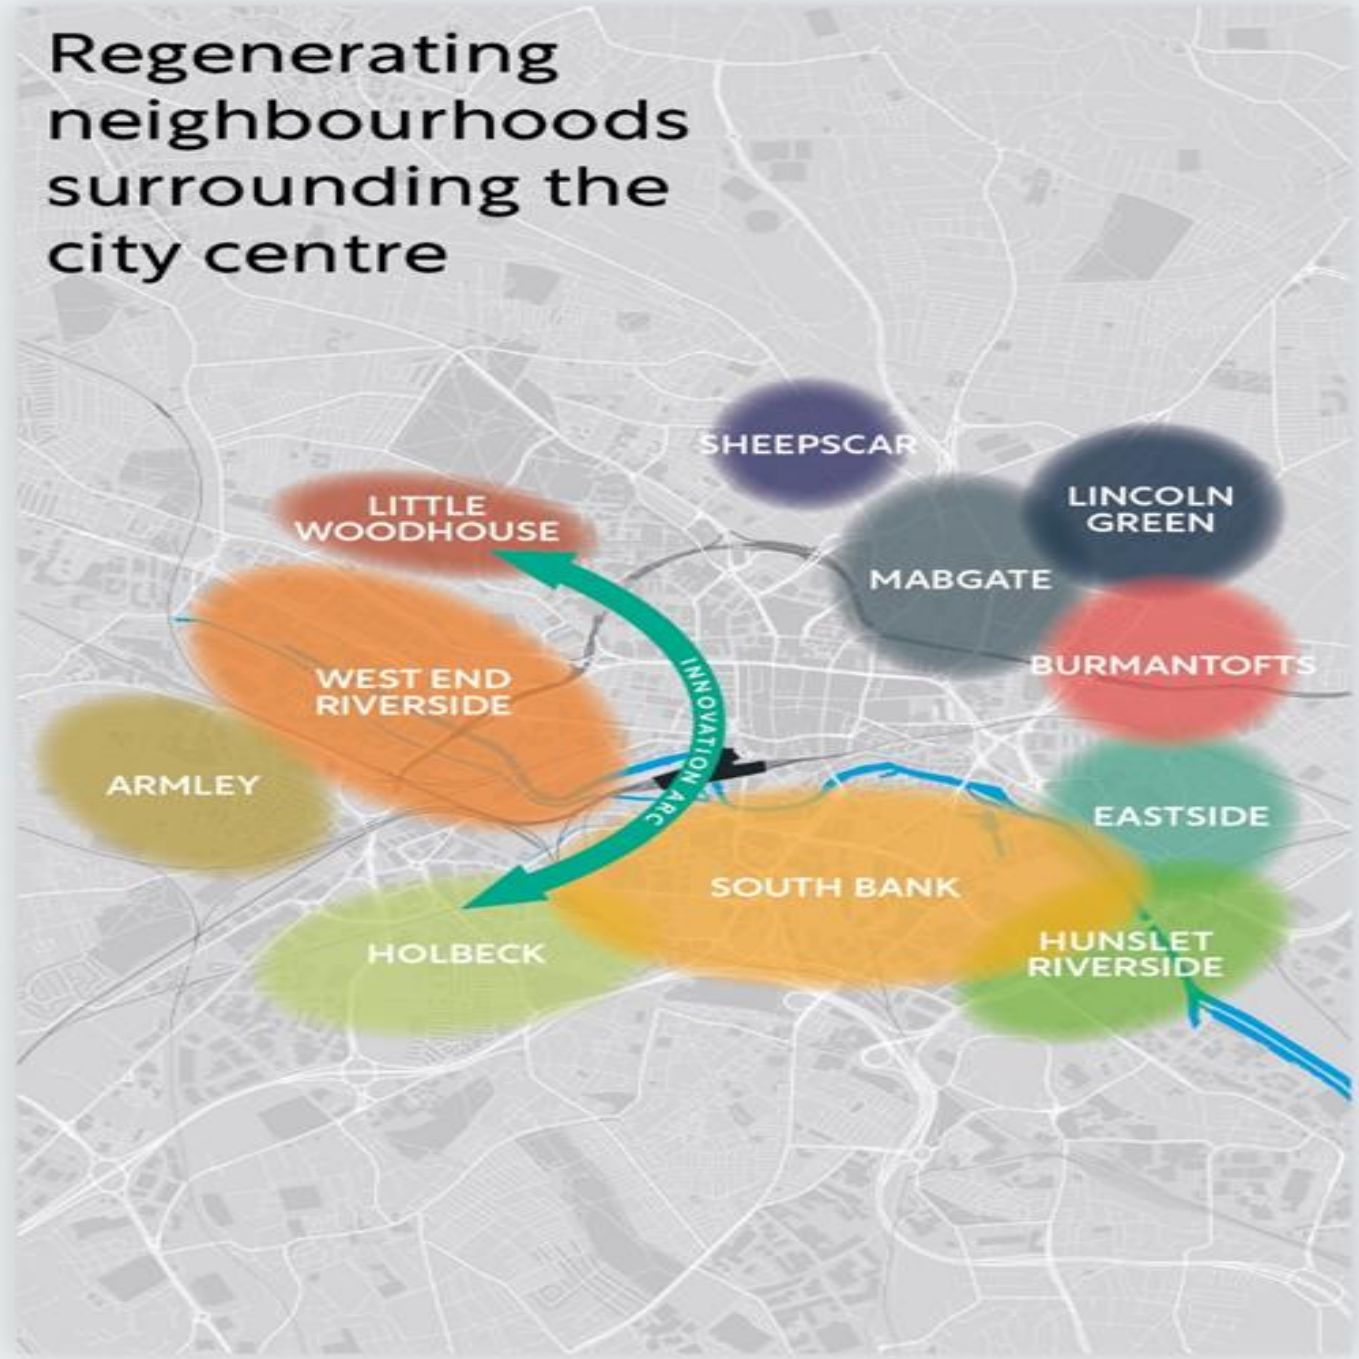 Regenerating
neighbourhoods
surrounding the
city centre
SHEEPSCAR
LINCOLN
GREEN
LITTLE
WOODHOUSE
MABGATE
BURMANTOFTS
WEST END
RIVERSIDE
INNOVATION ARC
ARMLEY
EASTSIDE
SOUTH BANK
HOLBECK
HUNSLET
RIVERSIDE